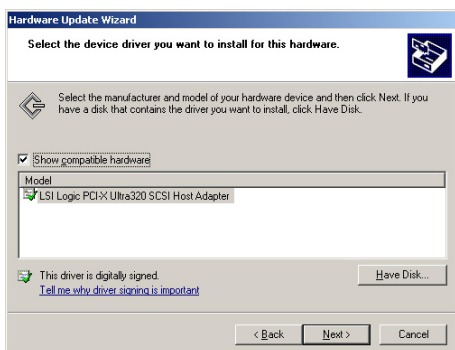 Hardware Update Wizard
Select the device driver you want to install for this hardware.
Select the manufacturer and model of your hardware device and then click Next. If you
have a disk that contains the driver you want to install, click Have Disk.
Show compatible hardware
Model
LSI Logic PCI-X Ultra320 SCSI Host Adapter
This driver is digitally signed.
Have Disk...
Tell me why driver signing is important
< Back
Next >
Cancel